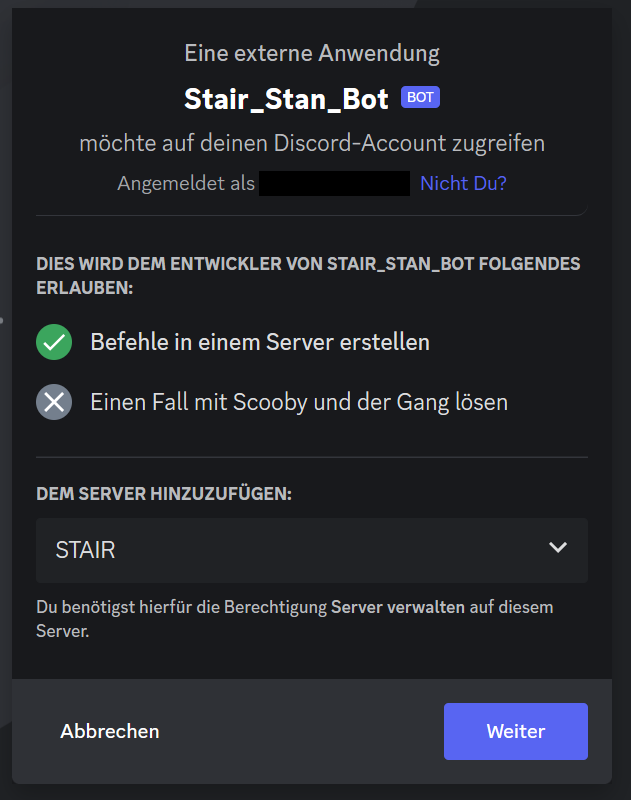 Eine externe Anwendung
Stair_Stan_Bot BOT
möchte auf deinen Discord-Account zugreifen
Angemeldet als Nicht Du?
DIES WIRD DEM ENTWICKLER VON STAIR_STAN_BOT FOLGENDES
ERLAUBEN:
Befehle in einem Server erstellen
Einen Fall mit Scooby und der Gang lösen
DEM SERVER HINZUZUFÜGEN:
STAIR
Du benötigst hierfür die Berechtigung Server verwalten auf diesem
Server.
Abbrechen Weiter